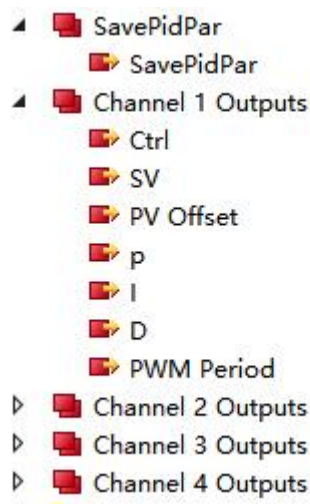 SavePidPar
SavePidPar
Channel 1 Outputs
Ctrl
SV
PV Offset
p
I
D
PWM Period
Channel 2 Outputs
Channel 3 Outputs
Channel 4 Outputs